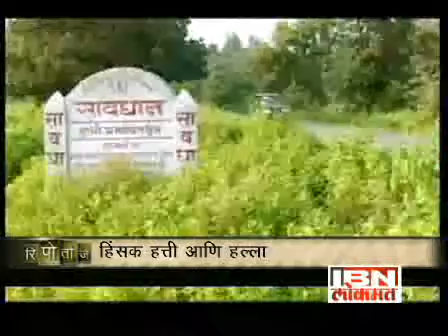 सावधान
सा
व
धा
सा
व
धा
रिपोर्ताज
हिंसक हत्ती आणि हल्ला
IBN
लोकमत